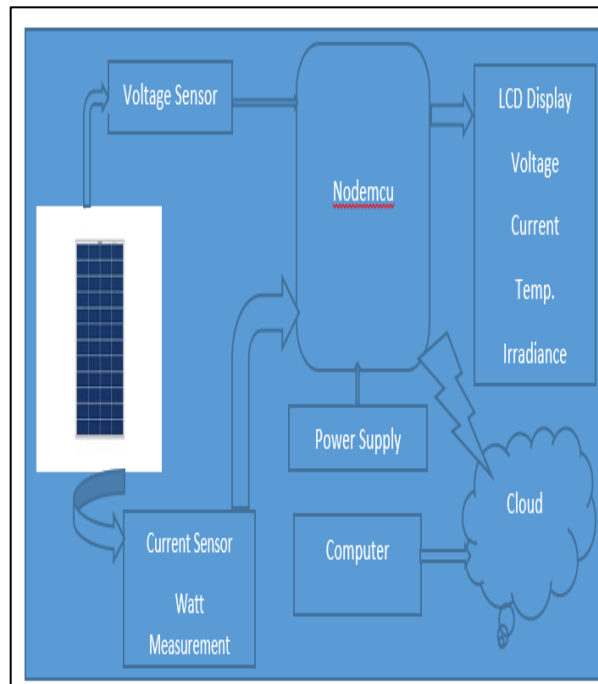 Voltage Sensor
Nodemcu
LCD Display
Voltage
Current
Temp.
Irradiance
Power Supply
Current Sensor
Watt
Measurement
Computer
Cloud